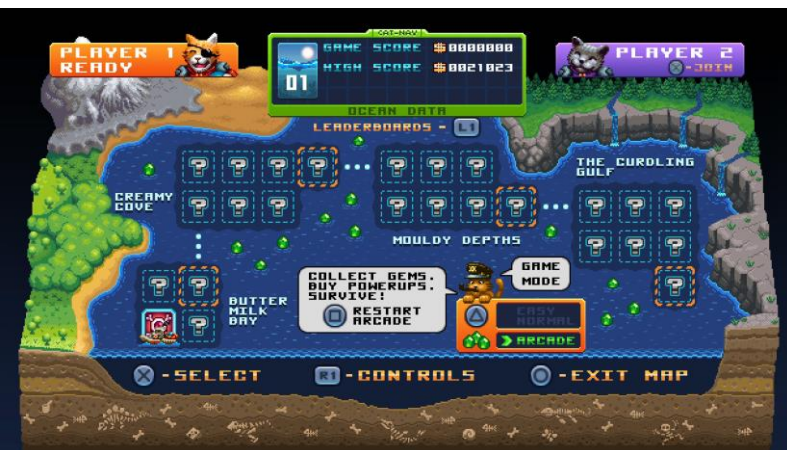 CAT-NAV
PLAYER 1
READY
GAME SCORE $0000000
HIGH SCORE $0021023
01
OCEAN DATA
PLAYER 2
X-JOIN
LEADERBOARDS - L1
THE CURDLING
GULF
CREAMY
COVE
MOULDY DEPTHS
BUTTER
MILK
BAY
COLLECT GEMS.
BUY POWERUPS.
SURVIVE!
RESTART
ARCADE
GAME
MODE
EASY
NORMAL
ARCADE
X-SELECT
R1-CONTROLS
-EXIT MAP